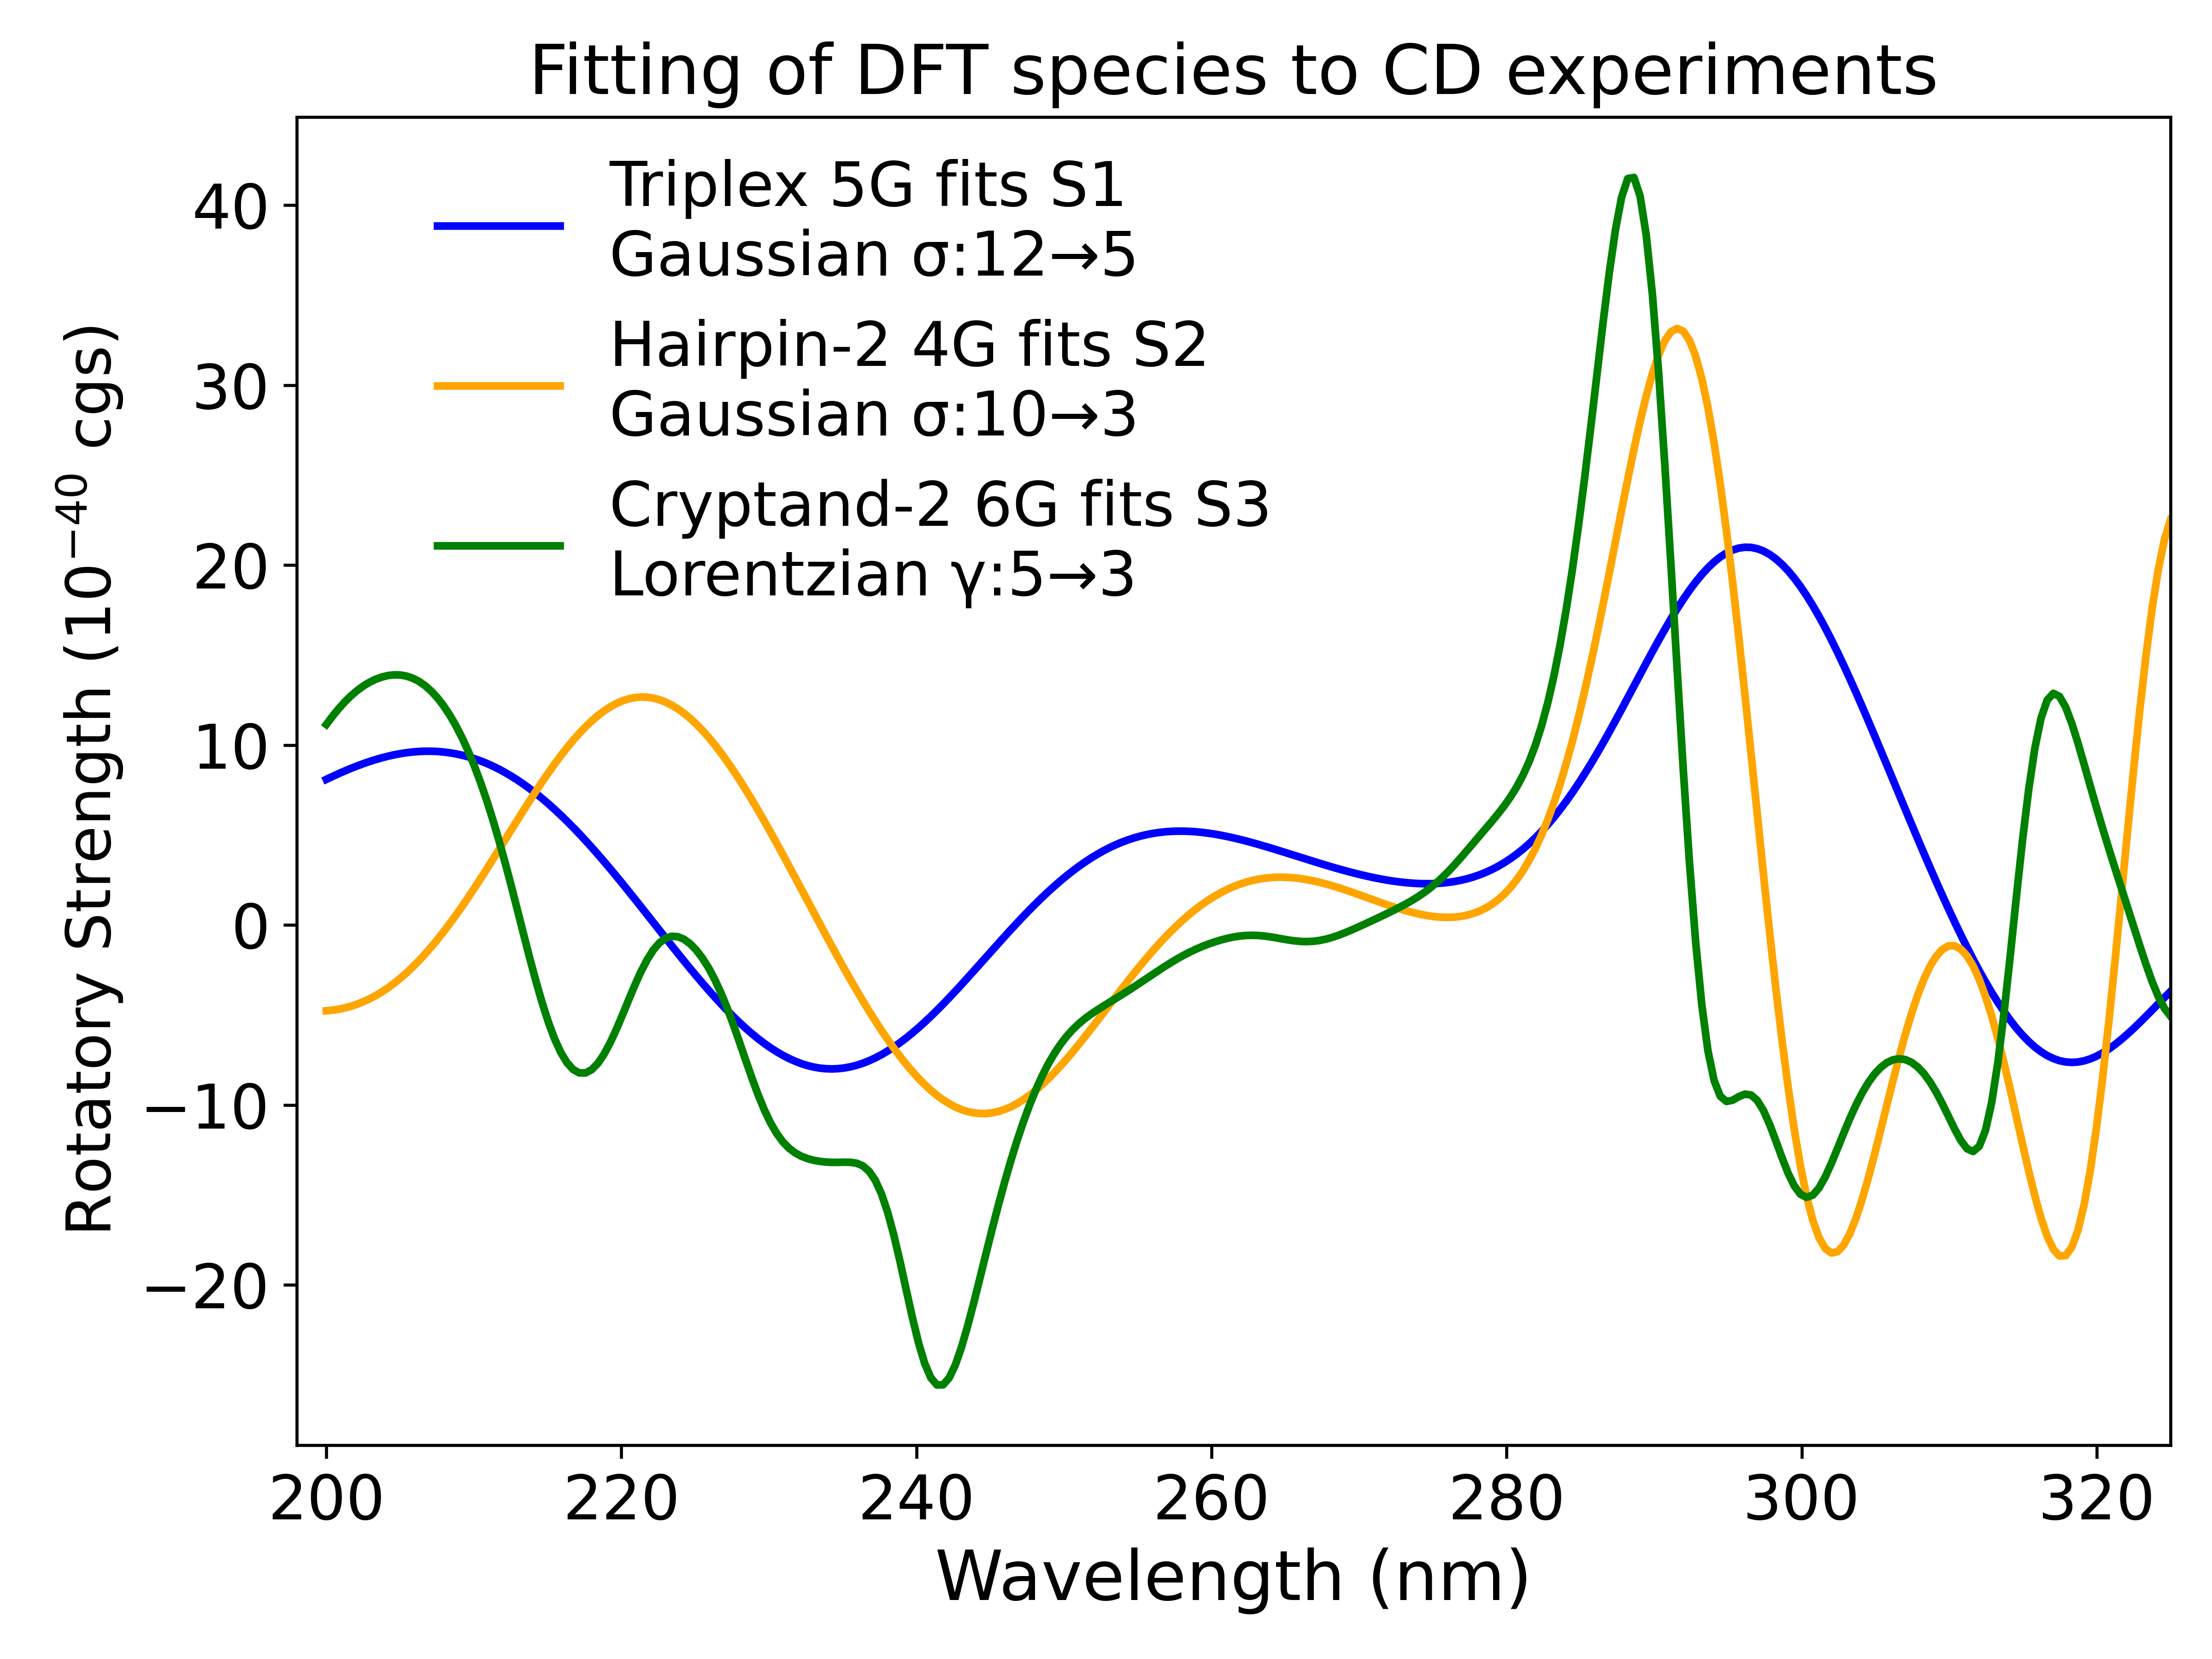 Fitting of DFT species to CD experiments
Triplex 5G fits S1
Gaussian σ:12→5
Hairpin-2 4G fits S2
Gaussian σ:10→3
Cryptand-2 6G fits S3
Lorentzian γ:5→3
Rotatory Strength (10⁻⁴⁰ cgs)
40
30
20
10
0
−10
−20
200 220 240 260 280 300 320
Wavelength (nm)